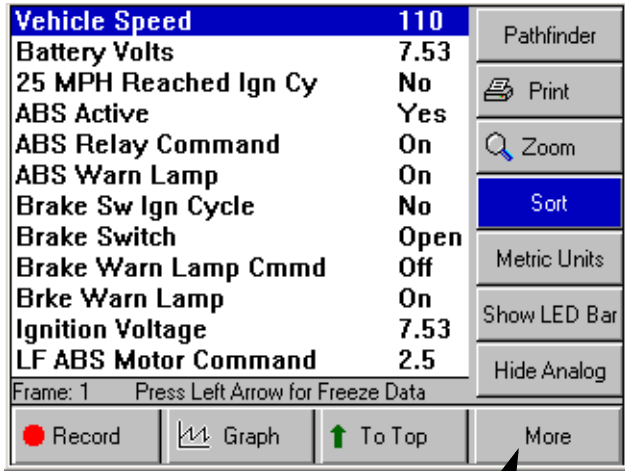 Vehicle Speed 110
Battery Volts 7.53
25 MPH Reached Ign Cy No
ABS Active Yes
ABS Relay Command On
ABS Warn Lamp On
Brake Sw Ign Cycle No
Brake Switch Open
Brake Warn Lamp Cmmd Off
Brke Warn Lamp On
Ignition Voltage 7.53
LF ABS Motor Command 2.5
Frame: 1 Press Left Arrow for Freeze Data
Pathfinder
Print
Zoom
Sort
Metric Units
Show LED Bar
Hide Analog
Record Graph To Top More